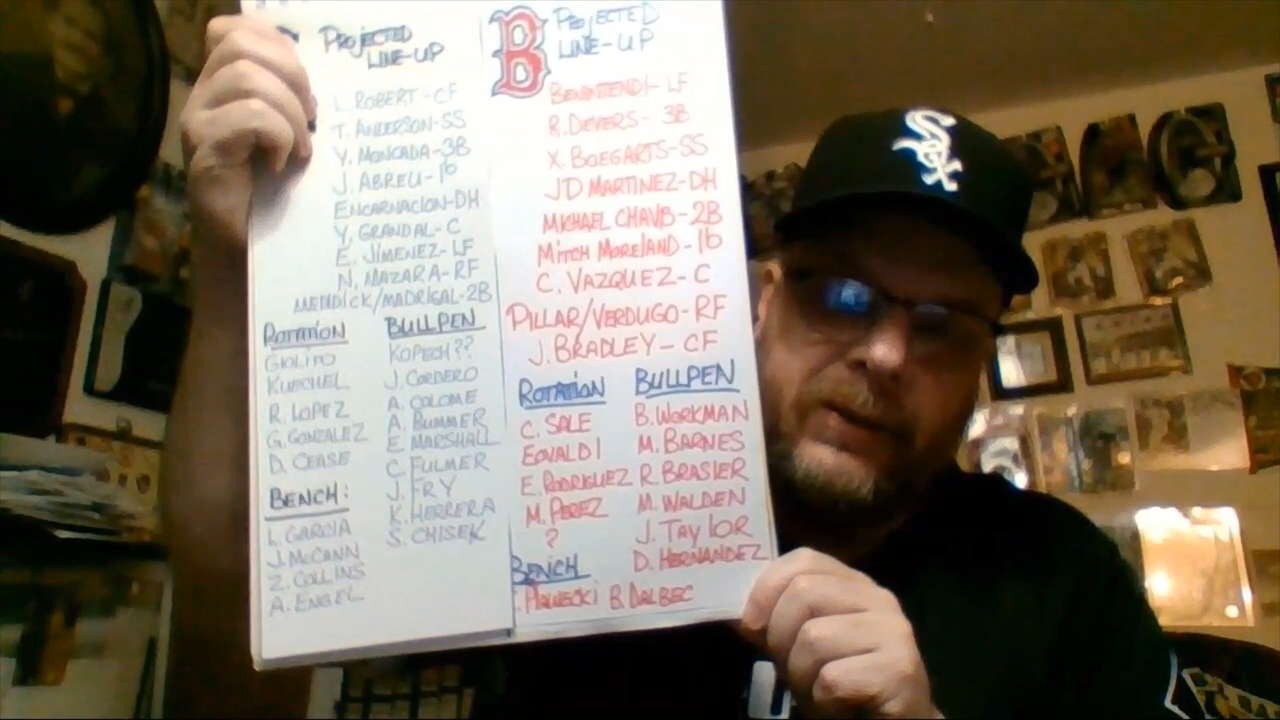 PROJECTED
LINE-UP
L. ROBERT - CF
T. ANDERSON - SS
Y. MONCADA - 3B
J. ABREU - 1b
ENCARNACION - DH
Y. GRANDAL - C
E. JIMENEZ - LF
N. MAZARA - RF
MENDICK/MADRIGAL - 2B
ROTATION
GIOLITO
KUECHEL
R. LOPEZ
G. GONZALEZ
D. CEASE
BENCH:
L. GARCIA
J. McCANN
Z. COLLINS
A. ENGEL
BULLPEN
KOPECH??
J. CORDERO
A. COLOME
A. BUMMER
E. MARSHALL
C. FULMER
J. FRY
K. HERRERA
S. CHISEK
B
PROJECTED
LINE-UP
BENINTENDI - LF
R. DEVERS - 3B
X. BOEGARTS - SS
JD MARTINEZ - DH
MICHAEL CHAVB - 2B
MITCH MORELAND - 1b
C. VAZQUEZ - C
PILLAR/VERDUGO - RF
J. BRADLEY - CF
ROTATION
C. SALE
EOVALDI
E. RODRIGUEZ
M. PEREZ
?
BULLPEN
B. WORKMAN
M. BARNES
R. BRASIER
M. WALDEN
J. TAYLOR
D. HERNANDEZ
BENCH
PLAWECKI B. DALBEC
Sox